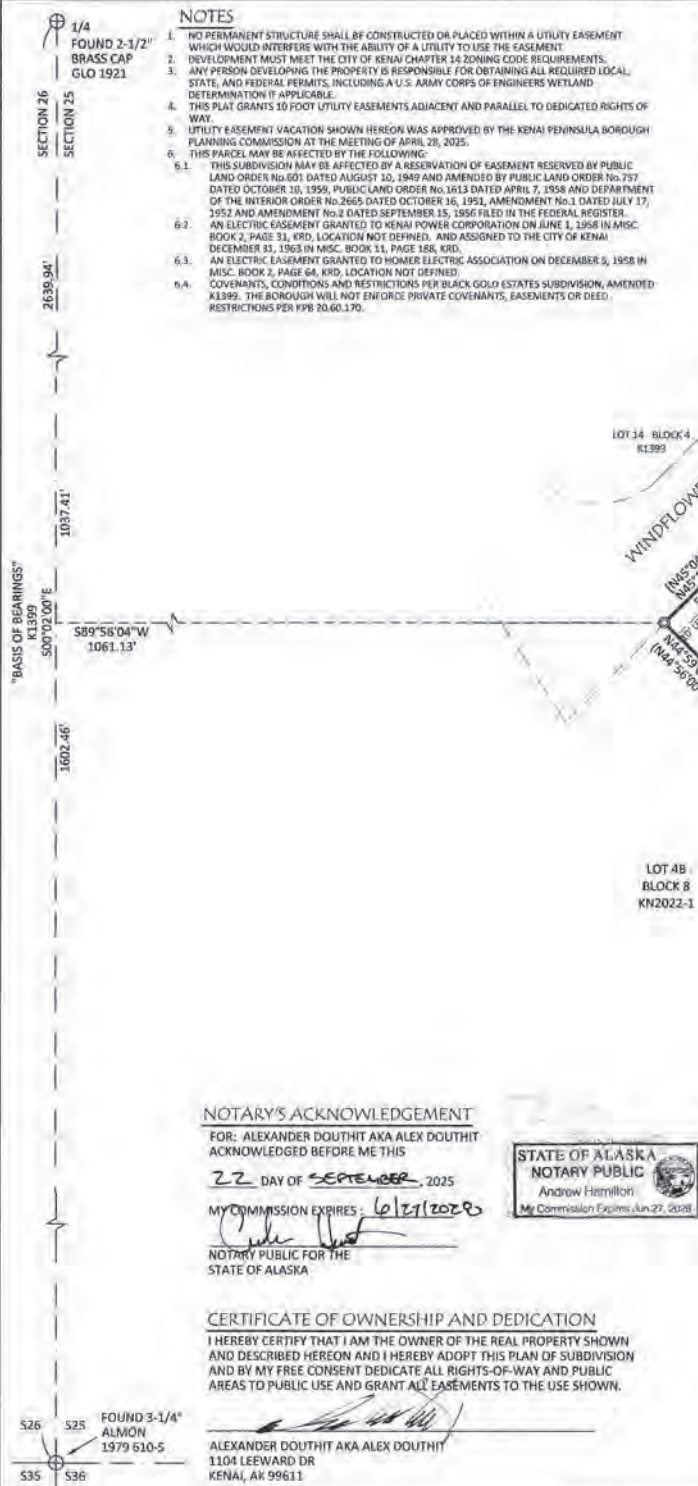 1/4
FOUND 2-1/2"
BRASS CAP
GLO 1921
SECTION 26
SECTION 25
2639.94'
NOTES
1. NO PERMANENT STRUCTURE SHALL BE CONSTRUCTED OR PLACED WITHIN A UTILITY EASEMENT
WHICH WOULD INTERFERE WITH THE ABILITY OF A UTILITY TO USE THE EASEMENT
2. DEVELOPMENT MUST MEET THE CITY OF KENAI CHAPTER 14 ZONING CODE REQUIREMENTS.
3. ANY PERSON DEVELOPING THE PROPERTY IS RESPONSIBLE FOR OBTAINING ALL REQUIRED LOCAL,
STATE, AND FEDERAL PERMITS, INCLUDING A U.S. ARMY CORPS OF ENGINEERS WETLAND
DETERMINATION IF APPLICABLE.
4. THIS PLAT GRANTS 10 FOOT UTILITY EASEMENTS ADJACENT AND PARALLEL TO DEDICATED RIGHTS OF
WAY.
5. UTILITY EASEMENT VACATION SHOWN HEREON WAS APPROVED BY THE KENAI PENINSULA BOROUGH
PLANNING COMMISSION AT THE MEETING OF APRIL 28, 2025.
6. THIS PARCEL MAY BE AFFECTED BY THE FOLLOWING:
6.1. THIS SUBDIVISION MAY BE AFFECTED BY A RESERVATION OF EASEMENT RESERVED BY PUBLIC
LAND ORDER No.601 DATED AUGUST 10, 1949 AND AMENDED BY PUBLIC LAND ORDER No.757
DATED OCTOBER 10, 1959, PUBLIC LAND ORDER No.1613 DATED APRIL 7, 1958 AND DEPARTMENT
OF THE INTERIOR ORDER No.2665 DATED OCTOBER 16, 1951, AMENDMENT No.1 DATED JULY 17,
1952 AND AMENDMENT No.2 DATED SEPTEMBER 15, 1956 FILED IN THE FEDERAL REGISTER.
6.2. AN ELECTRIC EASEMENT GRANTED TO KENAI POWER CORPORATION ON JUNE 1, 1958 IN MISC.
BOOK 2, PAGE 31, KRD, LOCATION NOT DEFINED. AND ASSIGNED TO THE CITY OF KENAI
DECEMBER 31, 1963 IN MISC. BOOK 11, PAGE 188, KRD.
6.3. AN ELECTRIC EASEMENT GRANTED TO HOMER ELECTRIC ASSOCIATION ON DECEMBER 5, 1958 IN
MISC. BOOK 2, PAGE 64, KRD, LOCATION NOT DEFINED.
6.4. COVENANTS, CONDITIONS AND RESTRICTIONS PER BLACK GOLD ESTATES SUBDIVISION, AMENDED
K1399. THE BOROUGH WILL NOT ENFORCE PRIVATE COVENANTS, EASEMENTS OR DEED
RESTRICTIONS PER KPB 20.60.170.
LOT 14 BLOCK 4
K1399
1037.41'
"BASIS OF BEARINGS"
K1399
S00°02'00"E
S89°58'04"W
1061.13'
1602.46'
LOT 4B
BLOCK 8
KN2022-1
NOTARY'S ACKNOWLEDGEMENT
FOR: ALEXANDER DOUTHIT AKA ALEX DOUTHIT
ACKNOWLEDGED BEFORE ME THIS
22 DAY OF SEPTEMBER, 2025
MY COMMISSION EXPIRES: 6/27/2028
NOTARY PUBLIC FOR THE
STATE OF ALASKA
STATE OF ALASKA
NOTARY PUBLIC
Andrew Hamilton
My Commission Expires Jun 27, 2028
CERTIFICATE OF OWNERSHIP AND DEDICATION
I HEREBY CERTIFY THAT I AM THE OWNER OF THE REAL PROPERTY SHOWN
AND DESCRIBED HEREON AND I HEREBY ADOPT THIS PLAN OF SUBDIVISION
AND BY MY FREE CONSENT DEDICATE ALL RIGHTS-OF-WAY AND PUBLIC
AREAS TO PUBLIC USE AND GRANT ALL EASEMENTS TO THE USE SHOWN.
ALEXANDER DOUTHIT AKA ALEX DOUTHIT
1104 LEEWARD DR
KENAI, AK 99611
FOUND 3-1/4"
ALMON
1979 610-S
S26 S25
S35 S36